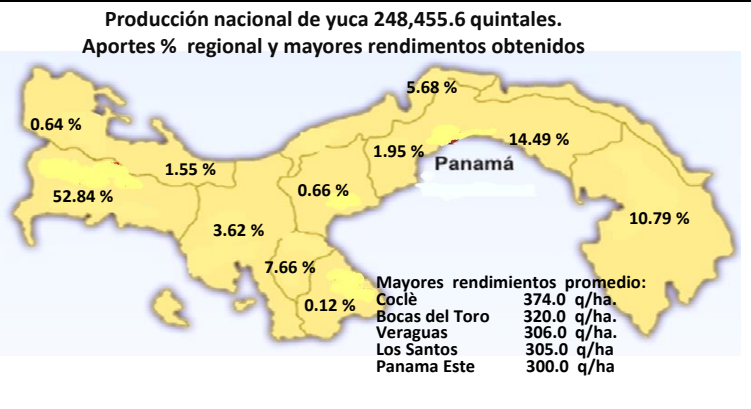 Producción nacional de yuca 248,455.6 quintales.
Aportes % regional y mayores rendimentos obtenidos
5.68 %
0.64 %
14.49 %
1.95 %
Panamá
1.55 %
0.66 %
52.84 %
10.79 %
3.62 %
7.66 %
0.12 %
Mayores rendimientos promedio:
Coclè 374.0 q/ha.
Bocas del Toro 320.0 q/ha.
Veraguas 306.0 q/ha.
Los Santos 305.0 q/ha
Panama Este 300.0 q/ha